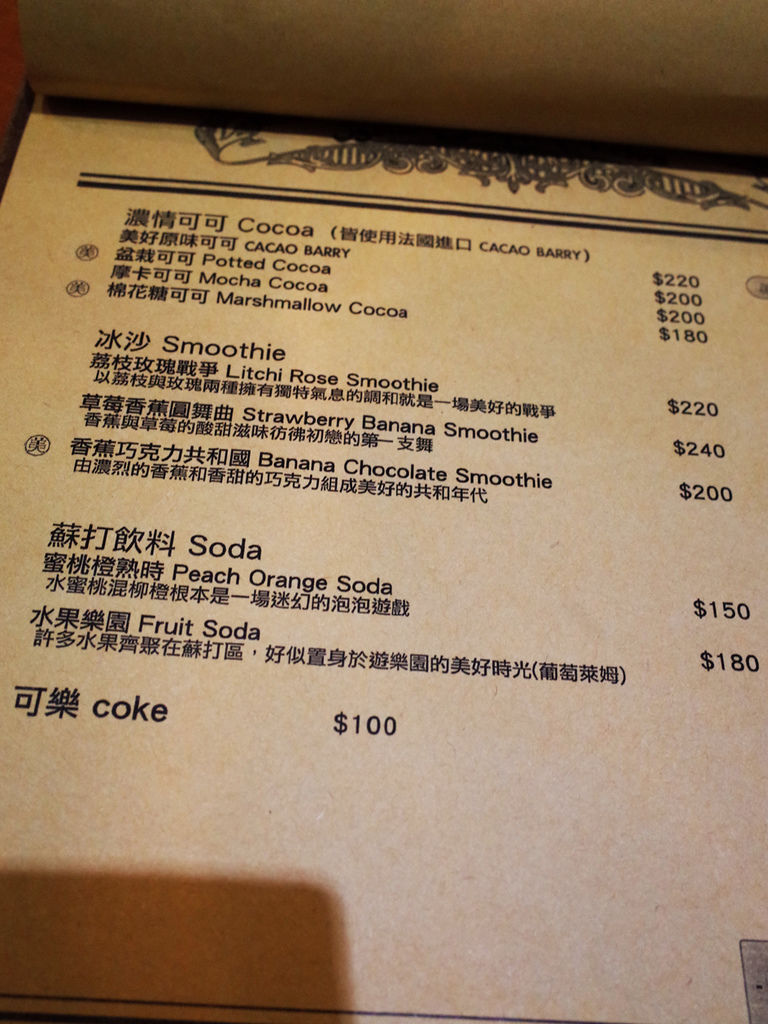 濃情可可 Cocoa (皆使用法國進口 CACAO BARRY)
美好原味可可 CACAO BARRY $220
美 盆栽可可 Potted Cocoa $200
摩卡可可 Mocha Cocoa $200
美 棉花糖可可 Marshmallow Cocoa $180
冰沙 Smoothie
荔枝玫瑰戰爭 Litchi Rose Smoothie $220
以荔枝與玫瑰兩種擁有獨特氣息的調和就是一場美好的戰爭
草莓香蕉圓舞曲 Strawberry Banana Smoothie $240
香蕉與草莓的酸甜滋味彷彿初戀的第一支舞
美 香蕉巧克力共和國 Banana Chocolate Smoothie $200
由濃烈的香蕉和香甜的巧克力組成美好的共和年代
蘇打飲料 Soda
蜜桃橙熟時 Peach Orange Soda $150
水蜜桃混柳橙根本是一場迷幻的泡泡遊戲
水果樂園 Fruit Soda $180
許多水果齊聚在蘇打區，好似置身於遊樂園的美好時光(葡萄萊姆)
可樂 coke $100